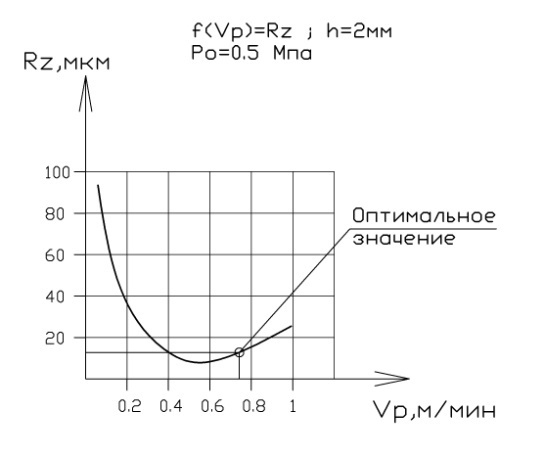 f(Vp)=Rz ; h=2мм
Po=0.5 Мпа
Rz,мкм
100
80
60
40
20
Оптимальное
значение
0.2 0.4 0.6 0.8 1
Vp,м/мин